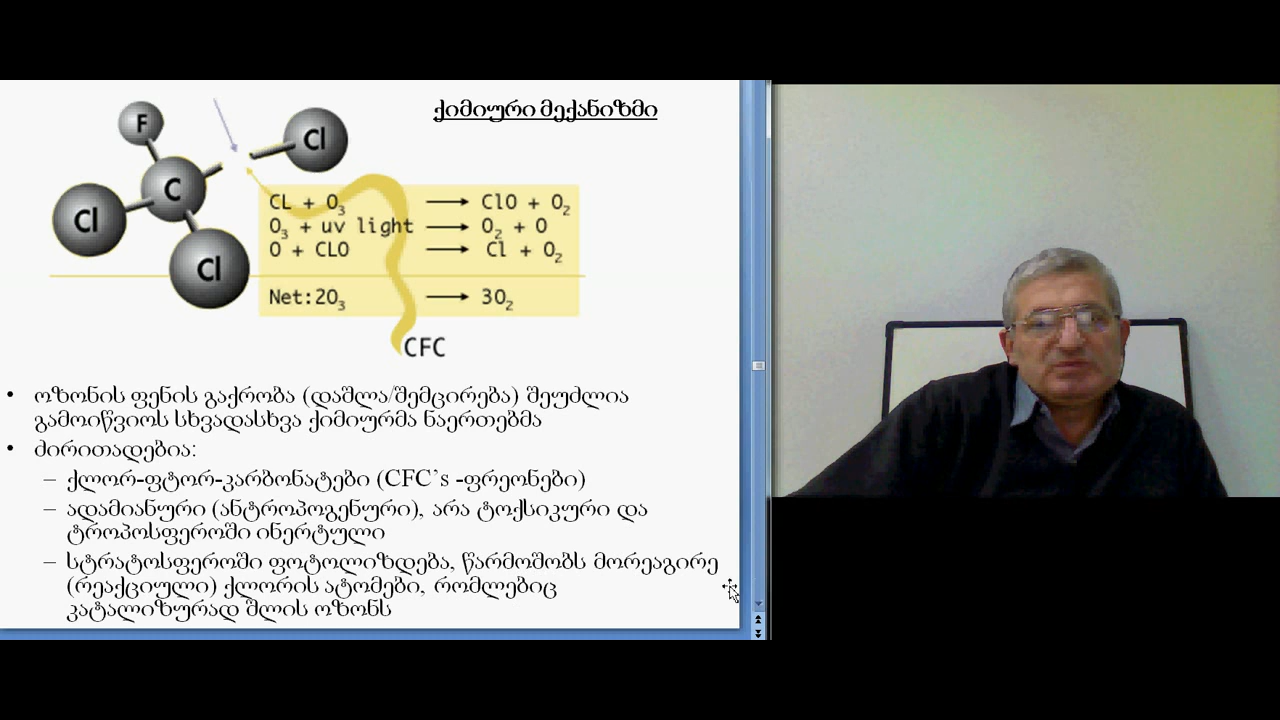 ქიმიური მექანიზმი
F
Cl
C
Cl
Cl
CL + O₃ → ClO + O₂
O₃ + uv light → O₂ + O
O + CLO → Cl + O₂
Net:2O₃ → 3O₂
CFC
• ოზონის ფენის გაქრობა (დაშლა/შემცირება) შეუძლია
გამოიწვიოს სხვადასხვა ქიმიურმა ნაერთებმა
• ძირითადებია:
– ქლორ-ფტორ-კარბონატები (CFC’s -ფრეონები)
– ადამიანური (ანტროპოგენური), არა ტოქსიკური და
ტროპოსფეროში ინერტული
– სტრატოსფეროში ფოტოლიზდება, წარმოშობს მორეაგირე
(რეაქციული) ქლორის ატომები, რომლებიც
კატალიზურად შლის ოზონს